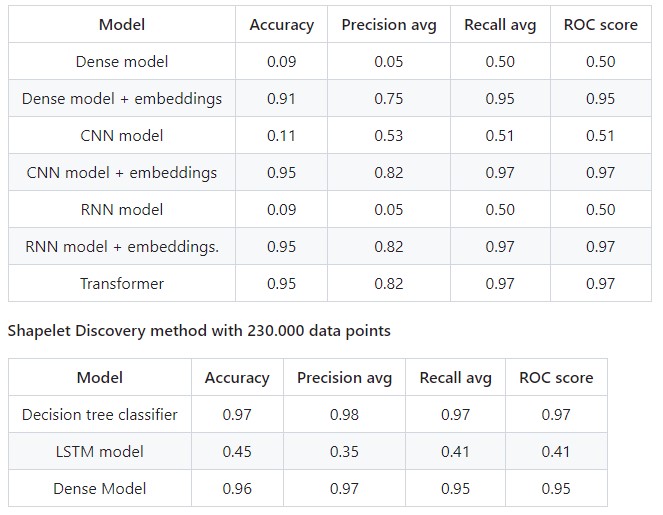 Model Accuracy Precision avg Recall avg ROC score
Dense model 0.09 0.05 0.50 0.50
Dense model + embeddings 0.91 0.75 0.95 0.95
CNN model 0.11 0.53 0.51 0.51
CNN model + embeddings 0.95 0.82 0.97 0.97
RNN model 0.09 0.05 0.50 0.50
RNN model + embeddings. 0.95 0.82 0.97 0.97
Transformer 0.95 0.82 0.97 0.97
Shapelet Discovery method with 230.000 data points
Model Accuracy Precision avg Recall avg ROC score
Decision tree classifier 0.97 0.98 0.97 0.97
LSTM model 0.45 0.35 0.41 0.41
Dense Model 0.96 0.97 0.95 0.95